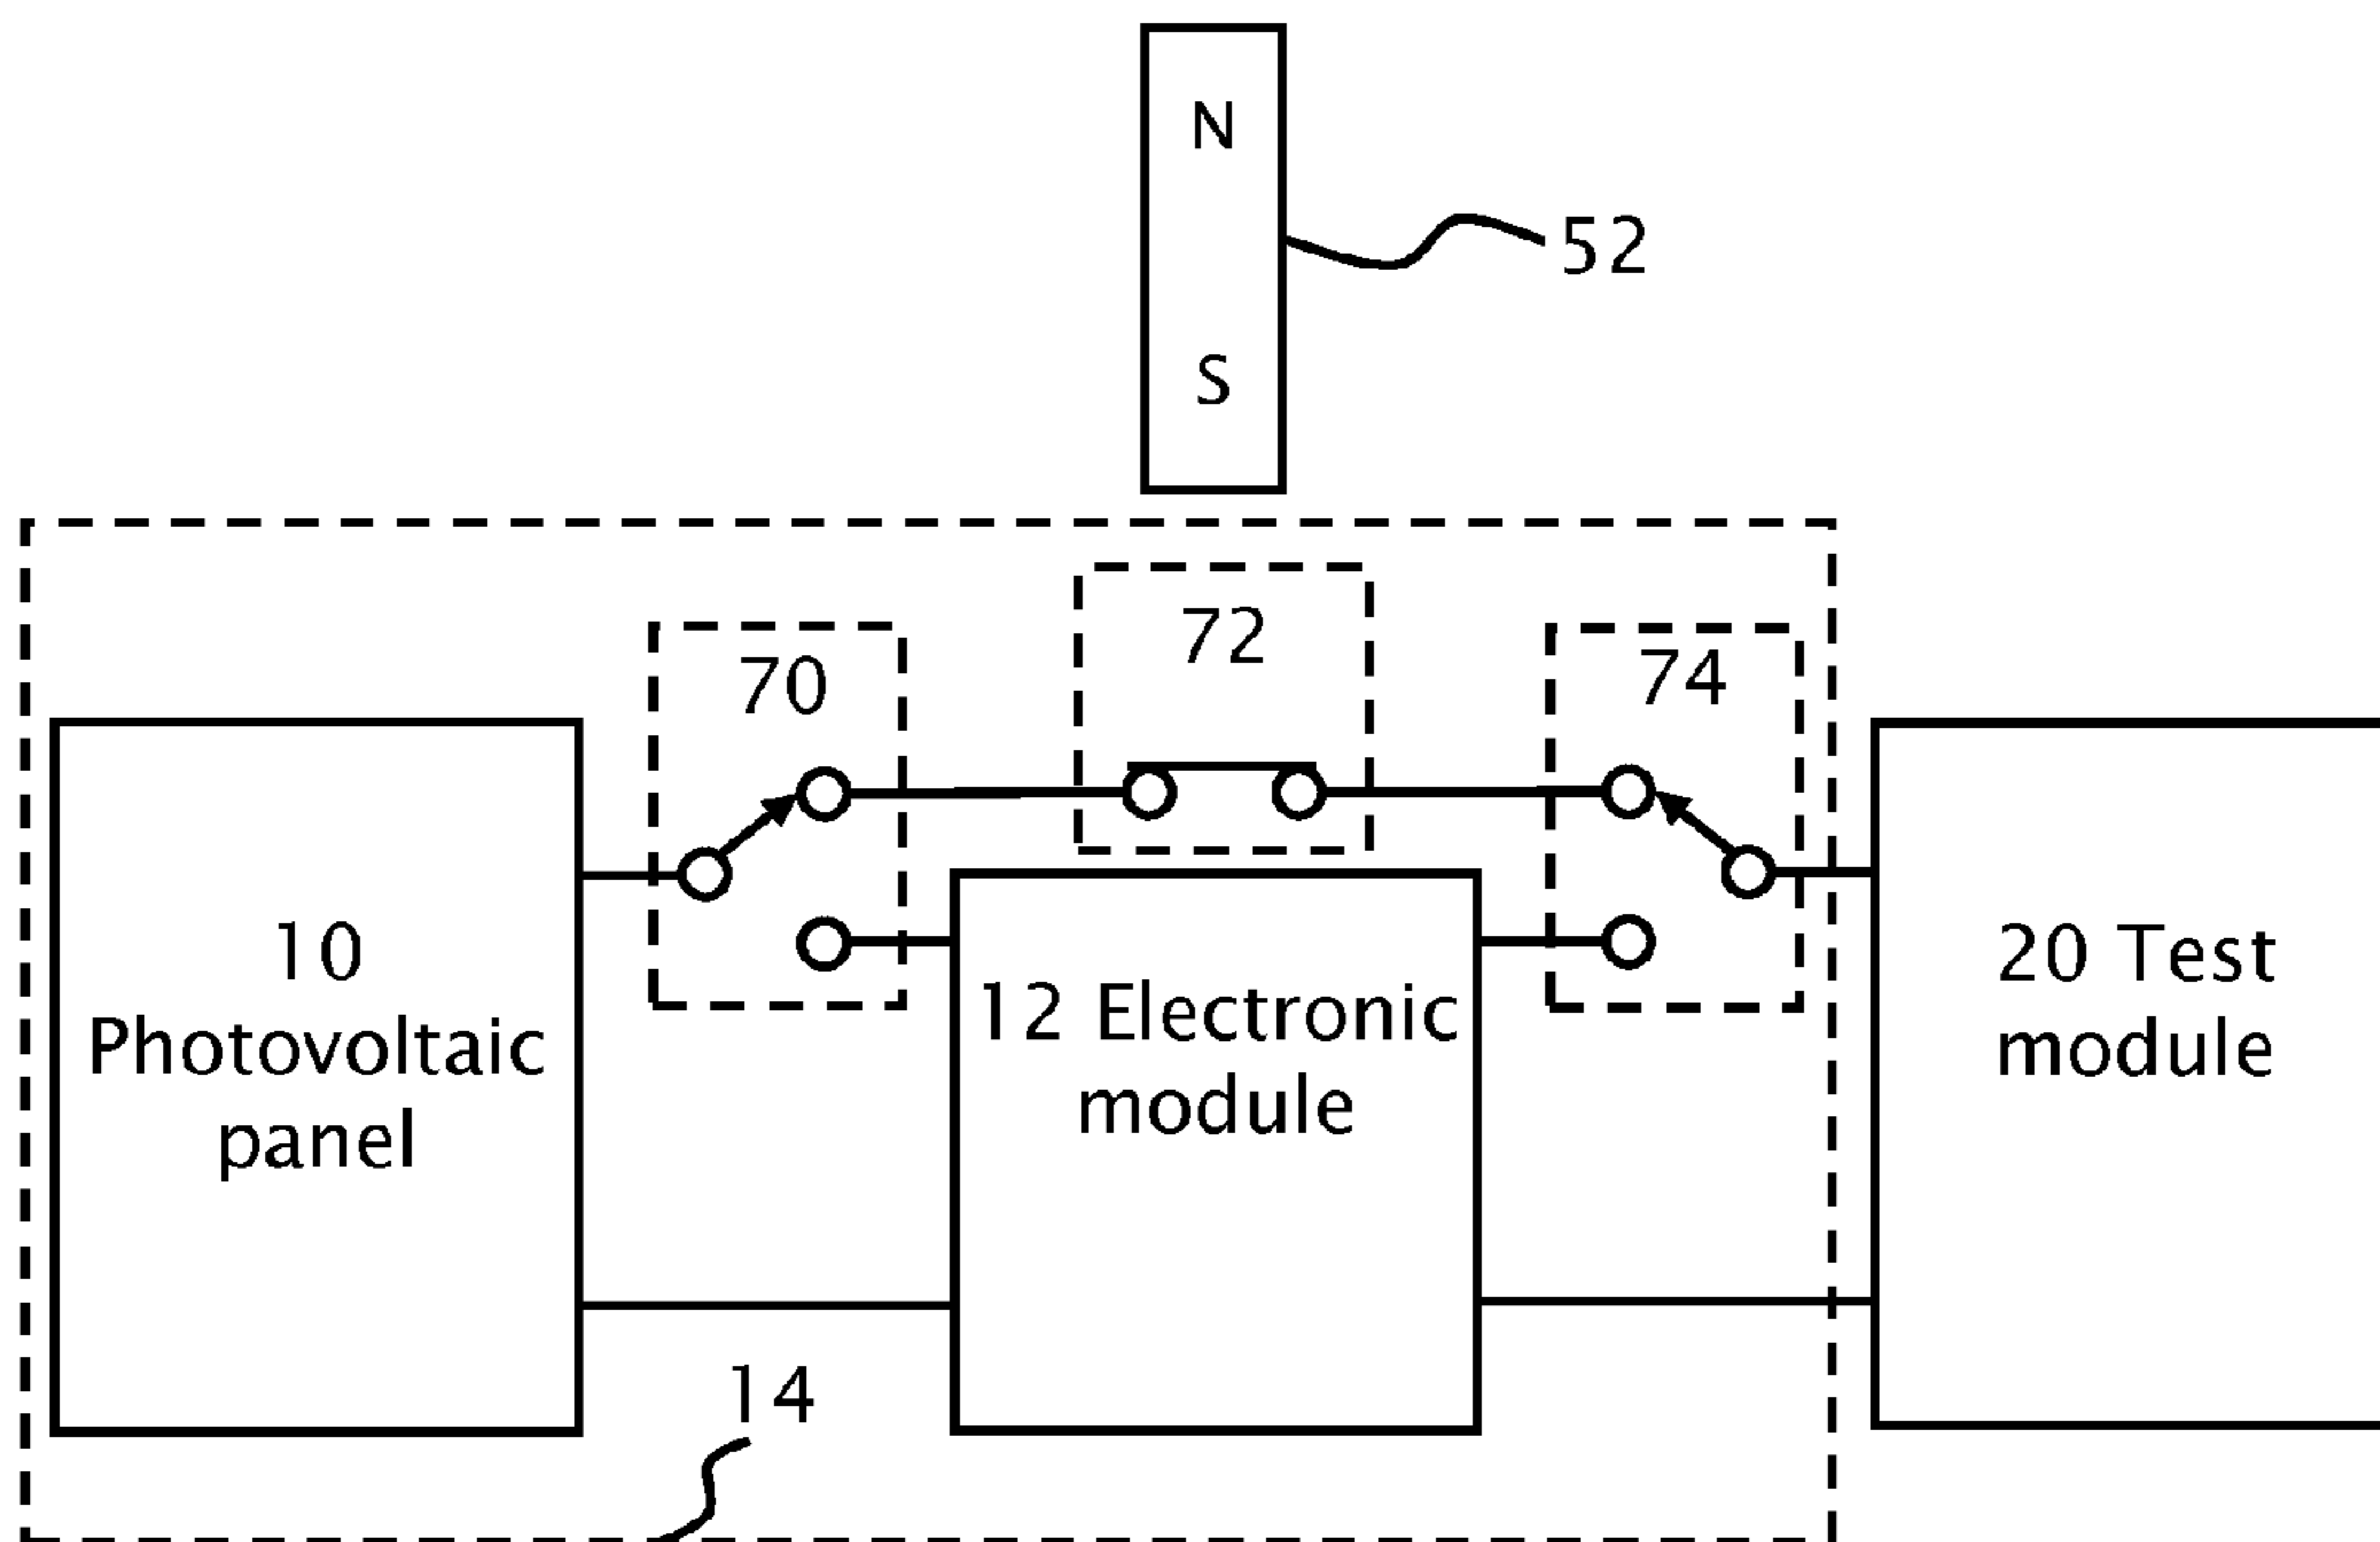 N
52
S
72
70
74
10
Photovoltaic
panel
12 Electronic
module
20 Test
module
14